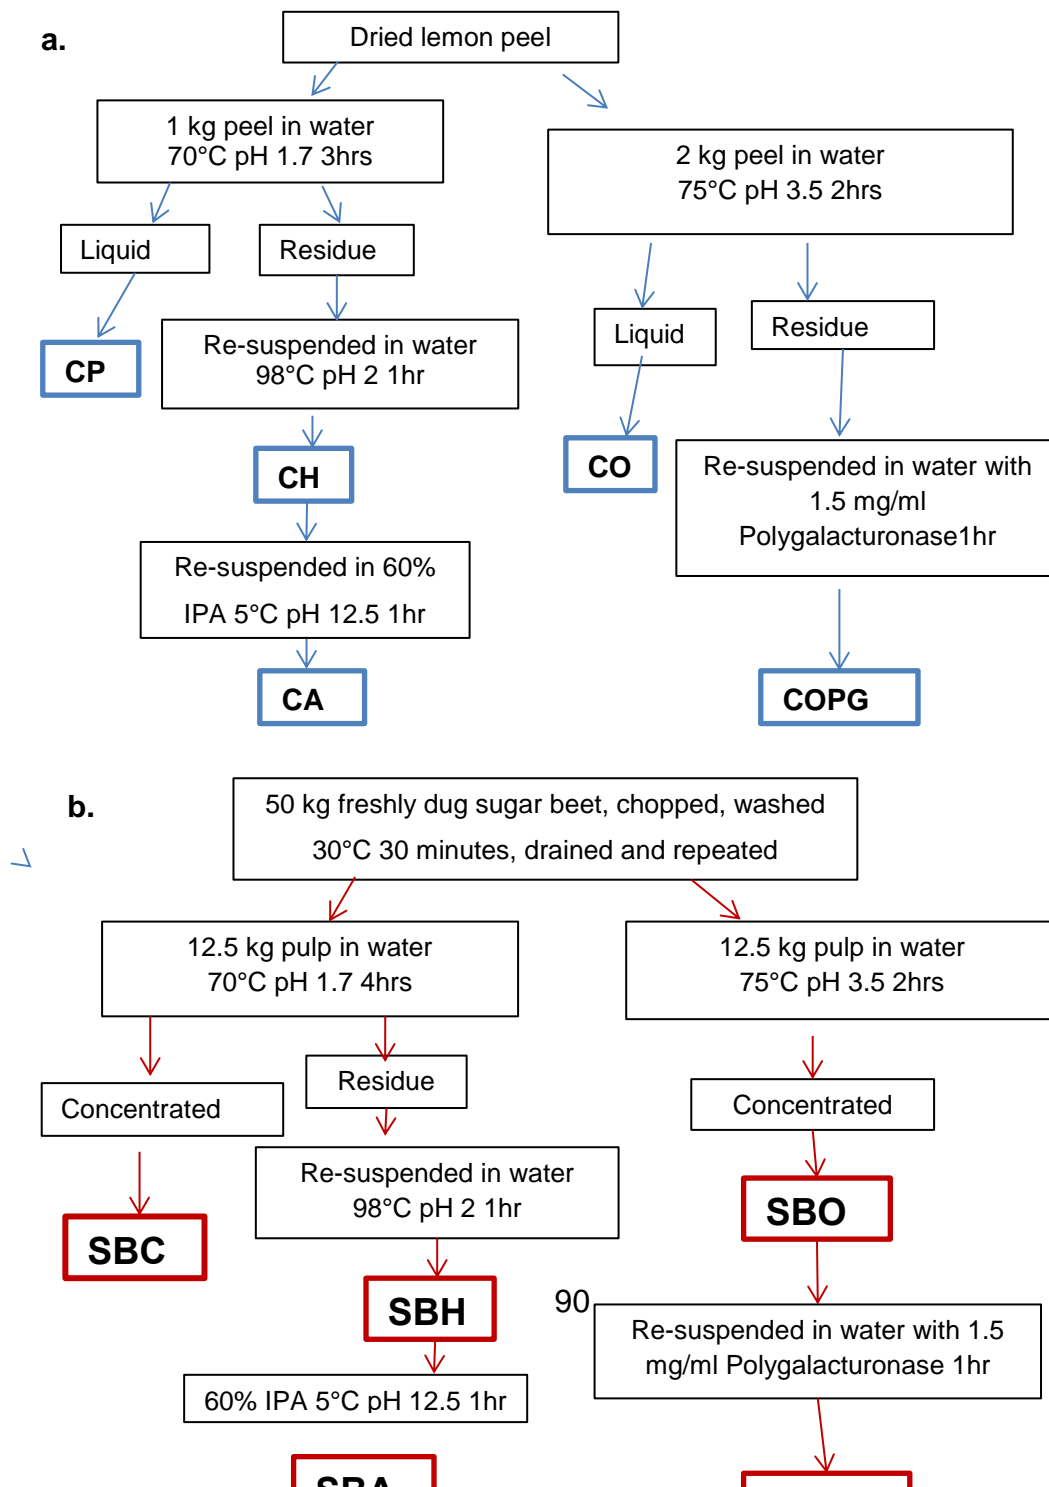 a.
Dried lemon peel
1 kg peel in water
70°C pH 1.7 3hrs
2 kg peel in water
75°C pH 3.5 2hrs
Liquid
Residue
Liquid
Residue
CP
Re-suspended in water
98°C pH 2 1hr
CH
CO
Re-suspended in water with
1.5 mg/ml
Polygalacturonase1hr
Re-suspended in 60%
IPA 5°C pH 12.5 1hr
CA
COPG
b.
50 kg freshly dug sugar beet, chopped, washed
30°C 30 minutes, drained and repeated
12.5 kg pulp in water
70°C pH 1.7 4hrs
12.5 kg pulp in water
75°C pH 3.5 2hrs
Concentrated
Residue
Concentrated
Re-suspended in water
98°C pH 2 1hr
SBC
SBO
SBH
90
Re-suspended in water with 1.5
mg/ml Polygalacturonase 1hr
60% IPA 5°C pH 12.5 1hr
SBA